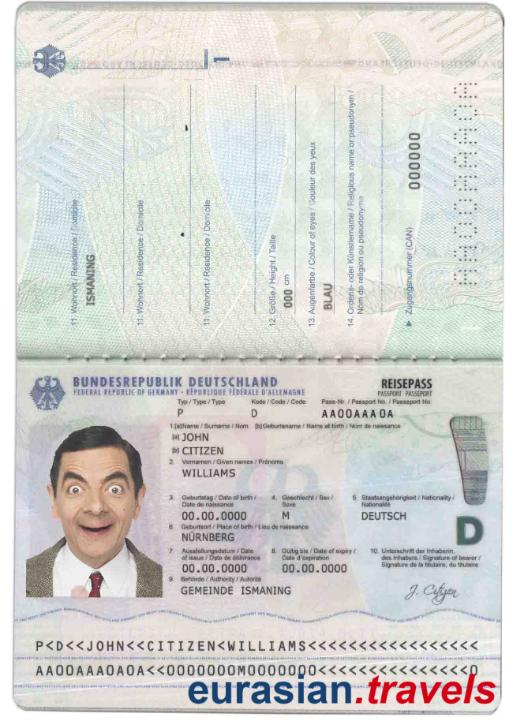 1
11. Wohnort / Residence / Domicile
ISMANING
11. Wohnort / Residence / Domicile
11. Wohnort / Residence / Domicile
12. Größe / Height / Taille
000 cm
13. Augenfarbe / Colour of eyes / Couleur des yeux
BLAU
14. Ordens- oder Künstlername / Religious name or pseudonym /
Nom de religion ou pseudonyme
Zugangsnummer (CAN)
000000
BUNDESREPUBLIK DEUTSCHLAND
FEDERAL REPUBLIC OF GERMANY · RÉPUBLIQUE FÉDÉRALE D'ALLEMAGNE
REISEPASS
PASSPORT PASSEPORT
Typ / Type / Type Kode / Code / Code Pass-Nr. / Passport No. / Passeport No
P D AA00AAA0A
1.[a]Name / Surname / Nom [b]Geburtsname / Name at birth / Nom de naissance
[a] JOHN
[b] CITIZEN
2. Vornamen / Given names / Prénoms
WILLIAMS
3. Geburtstag / Date of birth / Date de naissance
4. Geschlecht / Sex / Sexe
5. Staatsangehörigkeit / Nationality / Nationalité
00.00.0000 M DEUTSCH
6. Geburtsort / Place of birth / Lieu de naissance
NÜRNBERG
7. Ausstellungsdatum / Date of issue / Date de délivrance
8. Gültig bis / Date of expiry / Date d'expiration
10. Unterschrift der Inhaberin, des Inhabers / Signature of bearer / Signature de la titulaire, du titulaire
00.00.0000 00.00.0000
9. Behörde / Authority / Autorité
GEMEINDE ISMANING
J. Citizen
D
P<D<<JOHN<<CITIZEN<WILLIAMS<<<<<<<<<<<<<<<<<
AA00AAA0A0A<<0000000M0000000<<<<<<<<<<<<<<<0
eurasian.travels